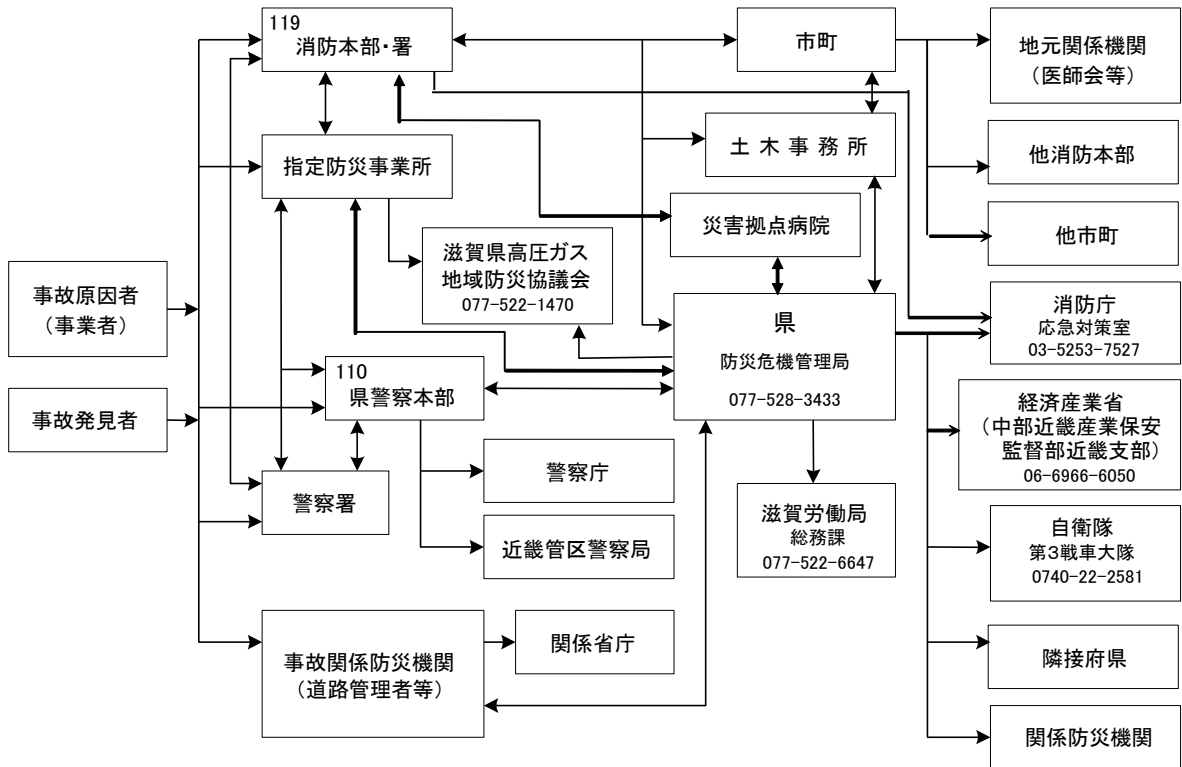 119
消防本部・署
市町
地元関係機関
（医師会等）
指定防災事業所
土木事務所
他消防本部
災害拠点病院
他市町
滋賀県高圧ガス
地域防災協議会
077-522-1470
事故原因者
（事業者）
県
防災危機管理局
077-528-3433
消防庁
応急対策室
03-5253-7527
110
県警察本部
事故発見者
経済産業省
（中部近畿産業保安
監督部近畿支部）
06-6966-6050
警察署
警察庁
近畿管区警察局
滋賀労働局
総務課
077-522-6647
自衛隊
第3戦車大隊
0740-22-2581
事故関係防災機関
（道路管理者等）
関係省庁
隣接府県
関係防災機関